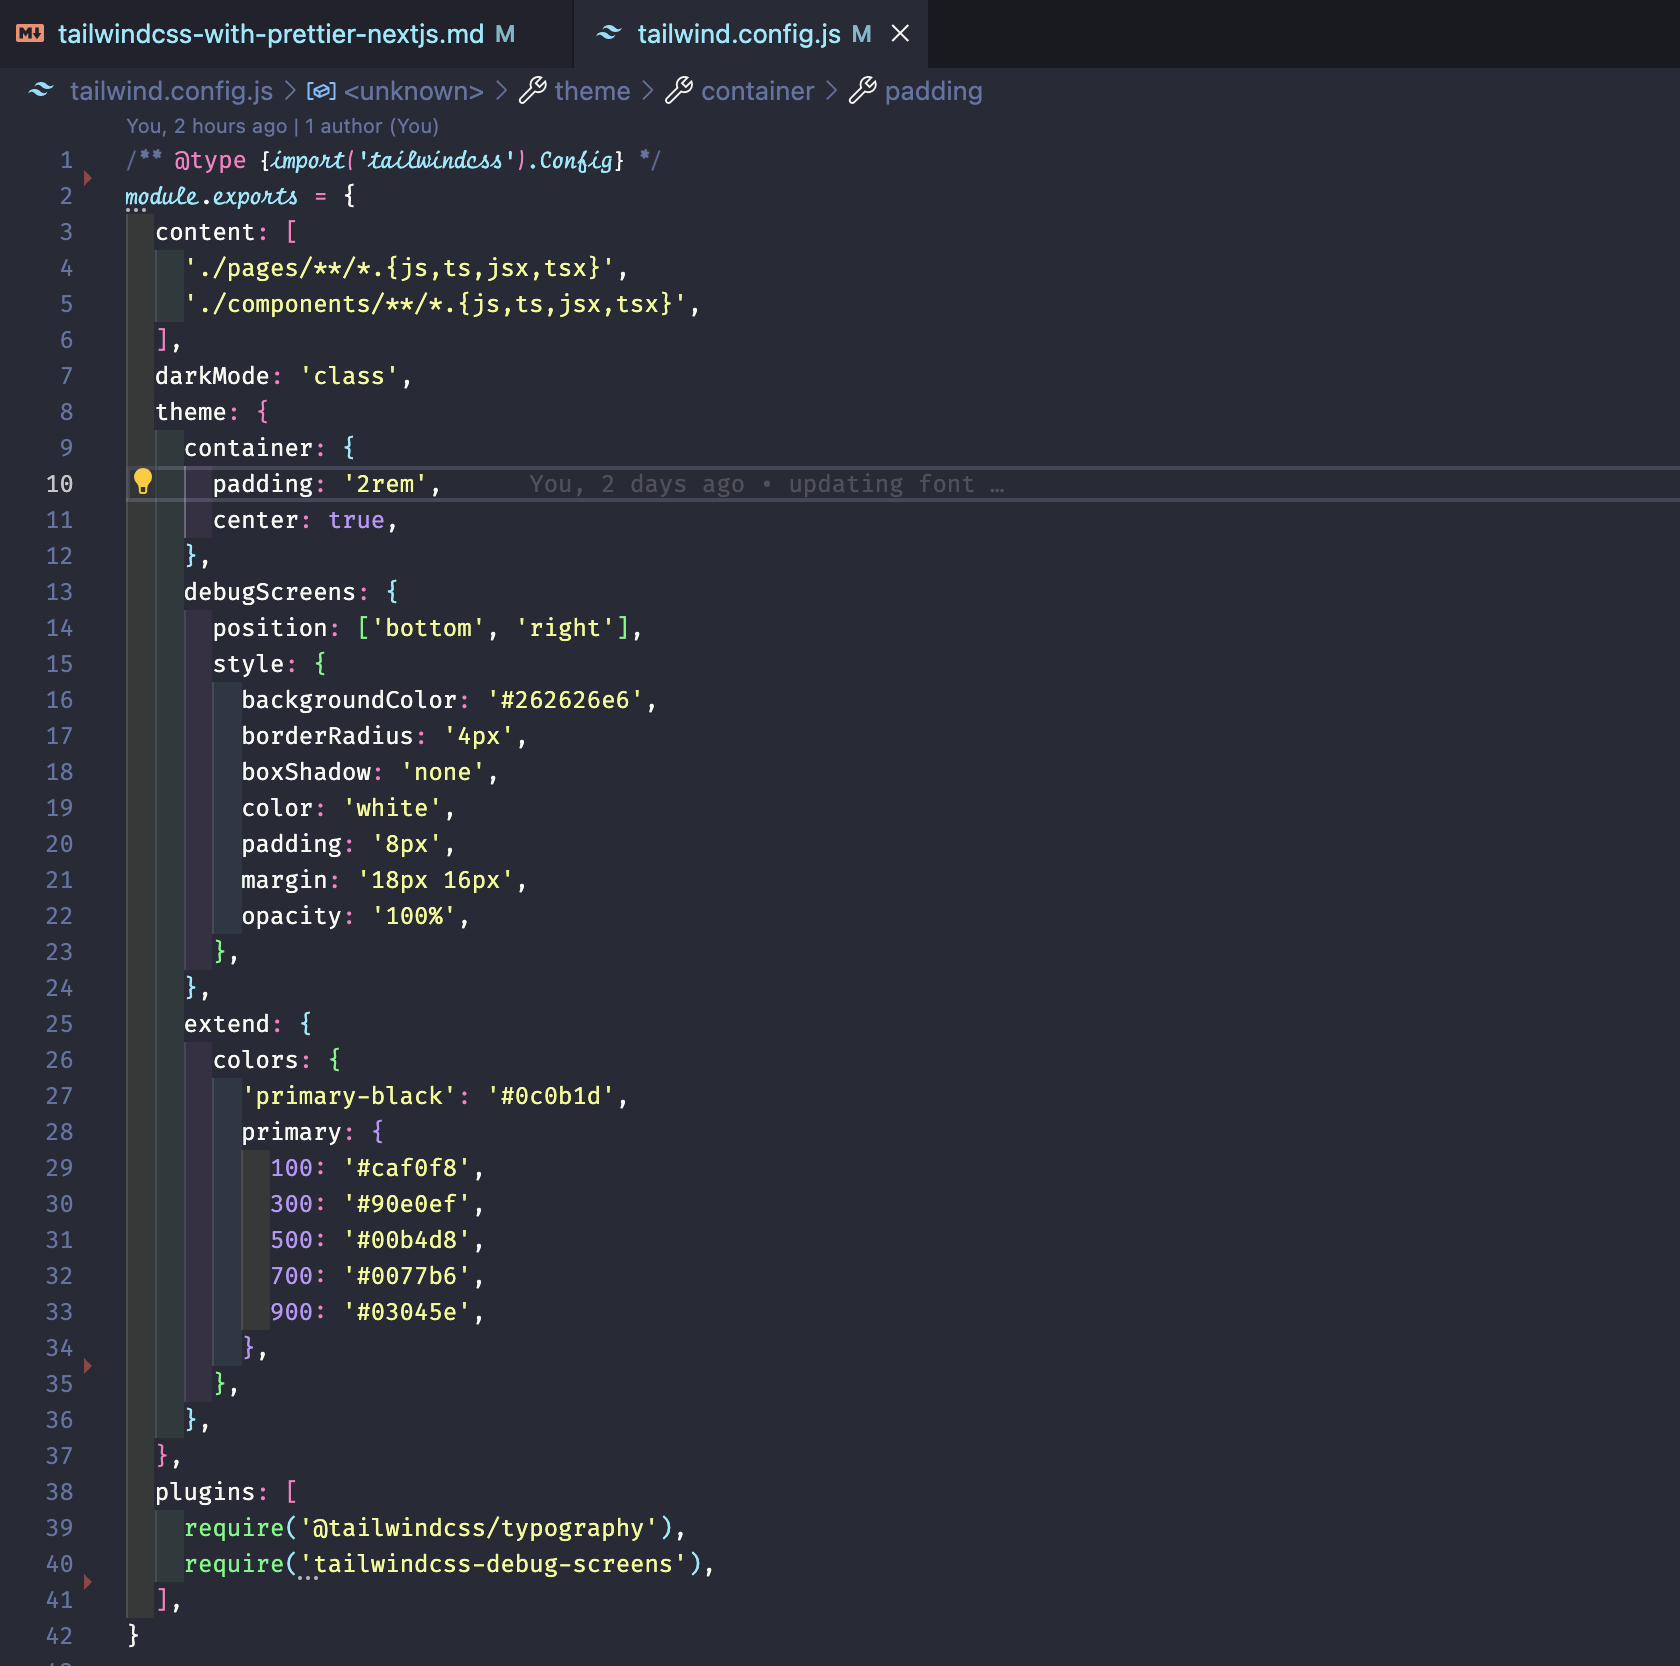 tailwindcss-with-prettier-nextjs.md M
tailwind.config.js M
tailwind.config.js > <unknown> > theme > container > padding
You, 2 hours ago | 1 author (You)
1 /** @type {import('tailwindcss').Config} */
2 module.exports = {
3   content: [
4     './pages/**/*.{js,ts,jsx,tsx}',
5     './components/**/*.{js,ts,jsx,tsx}',
6   ],
7   darkMode: 'class',
8   theme: {
9     container: {
10       padding: '2rem', You, 2 days ago • updating font …
11       center: true,
12     },
13     debugScreens: {
14       position: ['bottom', 'right'],
15       style: {
16         backgroundColor: '#262626e6',
17         borderRadius: '4px',
18         boxShadow: 'none',
19         color: 'white',
20         padding: '8px',
21         margin: '18px 16px',
22         opacity: '100%',
23       },
24     },
25     extend: {
26       colors: {
27         'primary-black': '#0c0b1d',
28         primary: {
29           100: '#caf0f8',
30           300: '#90e0ef',
31           500: '#00b4d8',
32           700: '#0077b6',
33           900: '#03045e',
34         },
35       },
36     },
37   },
38   plugins: [
39     require('@tailwindcss/typography'),
40     require('tailwindcss-debug-screens'),
41   ],
42 }